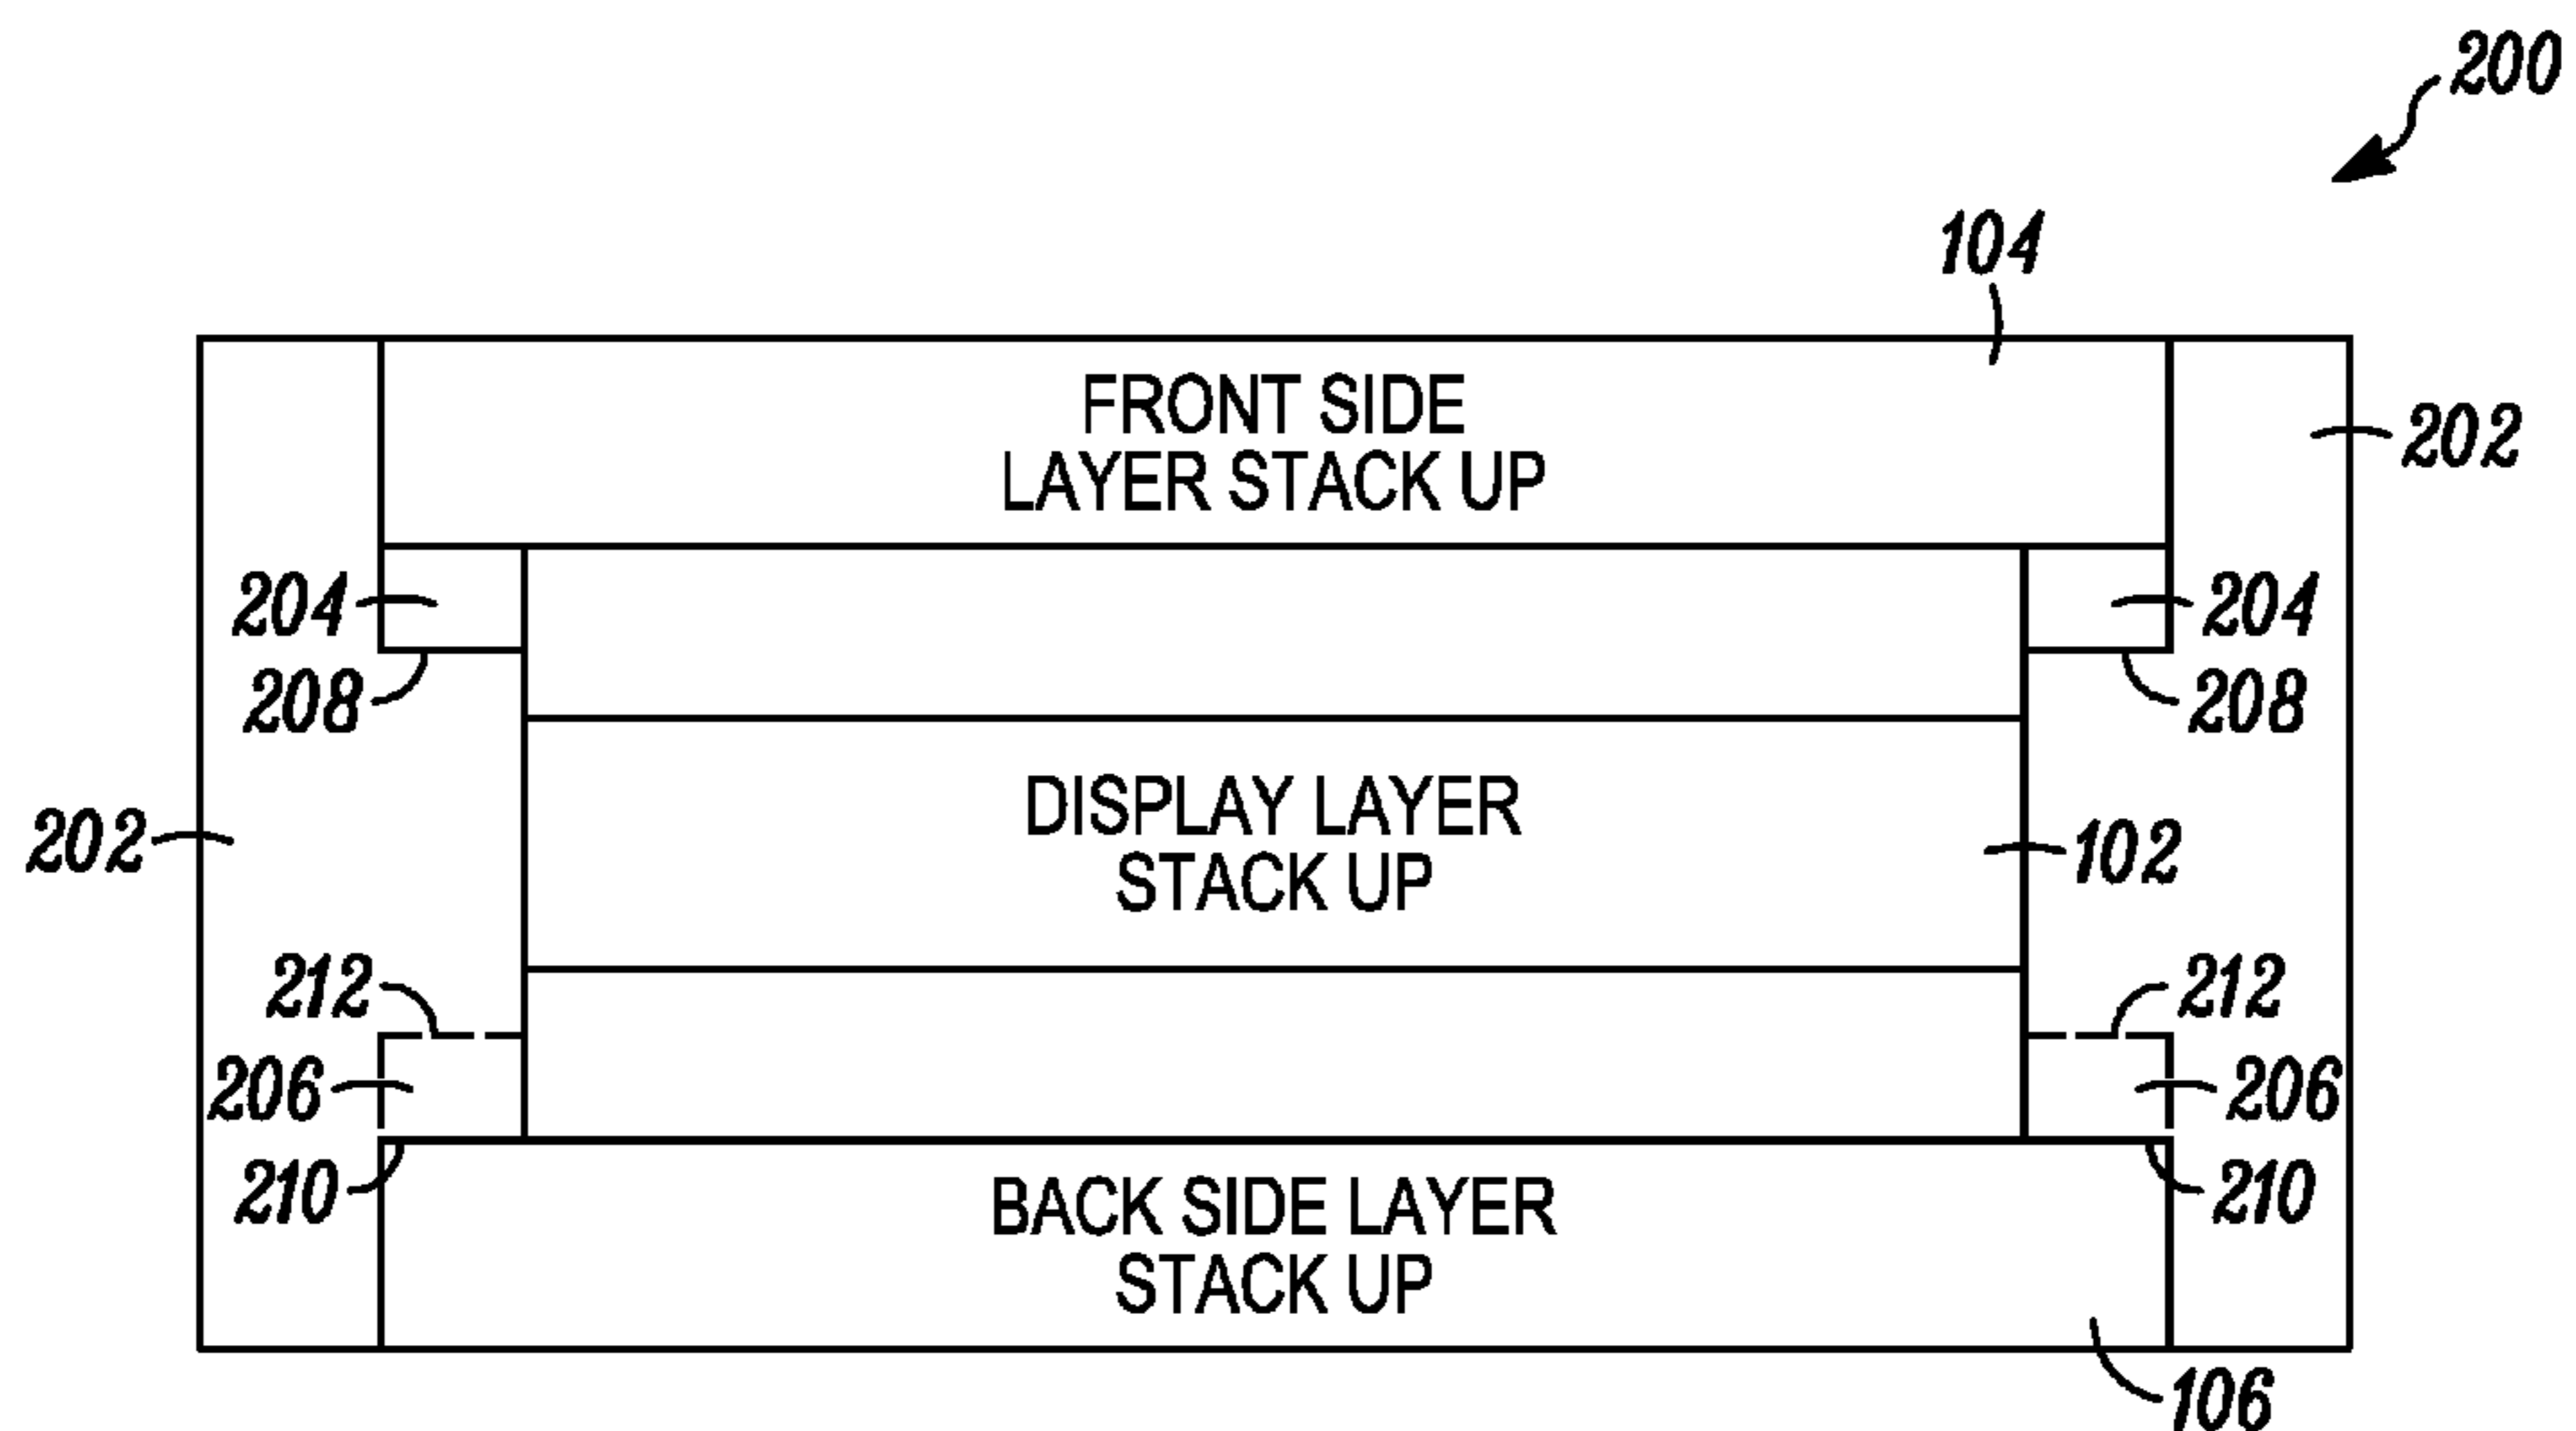 200
104
FRONT SIDE
LAYER STACK UP
202
204
204
208
208
DISPLAY LAYER
STACK UP
202
102
212
212
206
206
210
210
BACK SIDE LAYER
STACK UP
106